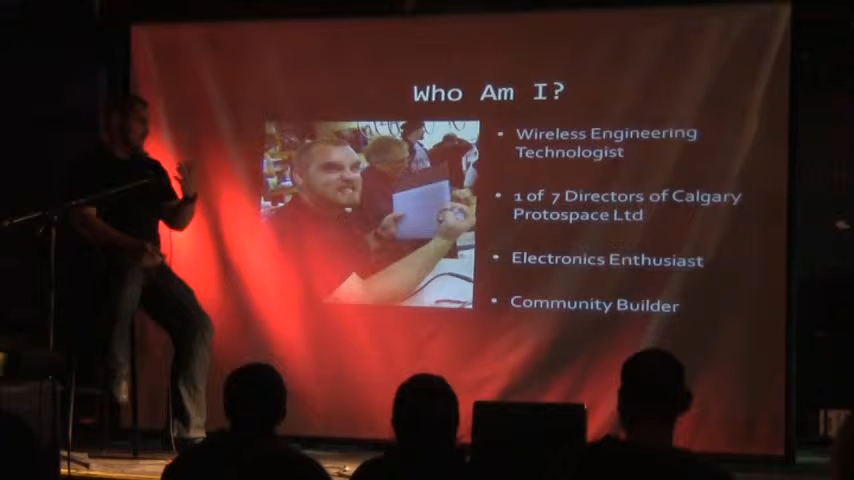 Who Am I?
• Wireless Engineering
Technologist
• 1 of 7 Directors of Calgary
Protospace Ltd
• Electronics Enthusiast
• Community Builder